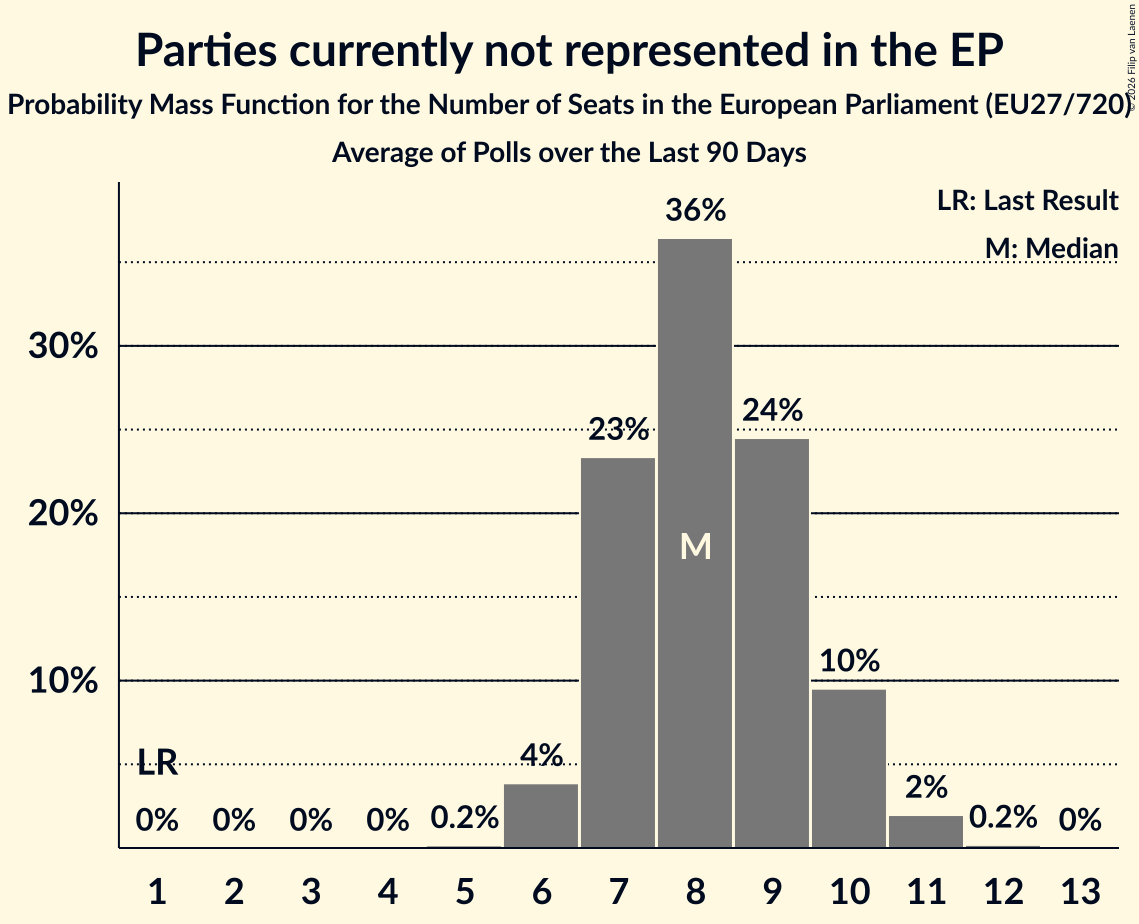 Parties currently not represented in the EP
Probability Mass Function for the Number of Seats in the European Parliament (EU27/720)
Average of Polls over the Last 90 Days
© 2026 Filip van Laenen
LR: Last Result
M: Median
36%
30%
24%
23%
20%
M
10%
10%
LR
4%
2%
0% 0% 0% 0% 0.2% 0.2% 0%
1 2 3 4 5 6 7 8 9 10 11 12 13